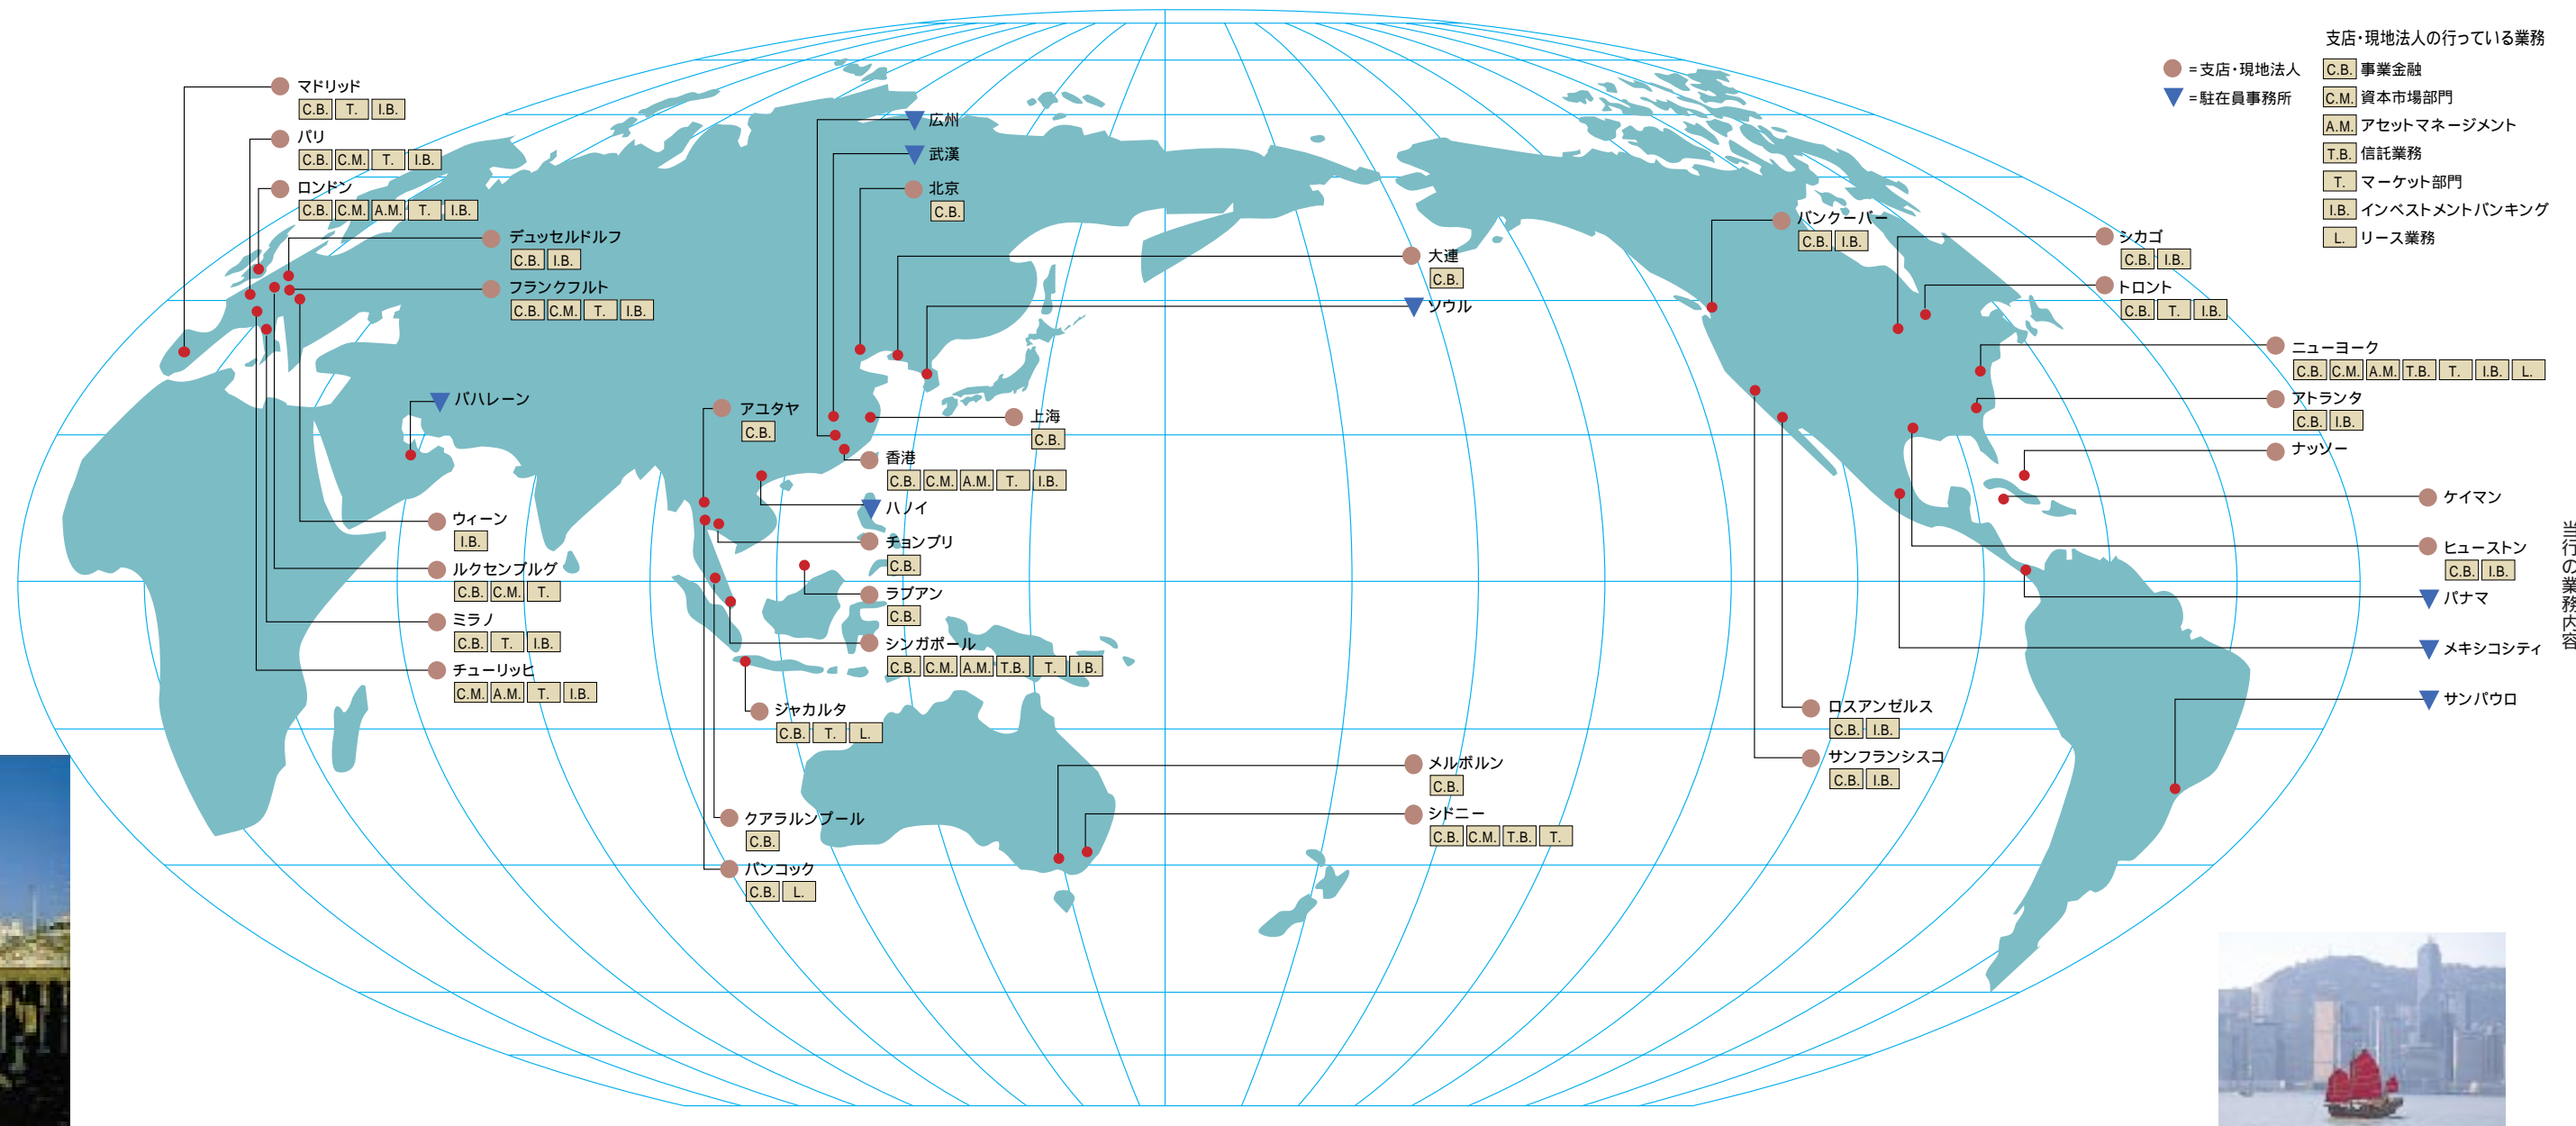 支店・現地法人の行っている業務
=支店・現地法人
=駐在員事務所
C.B. 事業金融
C.M. 資本市場部門
A.M. アセットマネージメント
T.B. 信託業務
T. マーケット部門
I.B. インベストメントバンキング
L. リース業務
マドリッド
C.B. T. I.B.
パリ
C.B. C.M. T. I.B.
ロンドン
C.B. C.M. A.M. T. I.B.
デュッセルドルフ
C.B. I.B.
フランクフルト
C.B. C.M. T. I.B.
バハレーン
ウィーン
I.B.
ルクセンブルグ
C.B. C.M. T.
ミラノ
C.B. T. I.B.
チューリッヒ
C.M. A.M. T. I.B.
広州
武漢
北京
C.B.
大連
C.B.
ソウル
アユタヤ
C.B.
上海
C.B.
香港
C.B. C.M. A.M. T. I.B.
ハノイ
チョンブリ
C.B.
ラブアン
C.B.
シンガポール
C.B. C.M. A.M. T.B. T. I.B.
ジャカルタ
C.B. T. L.
クアラルンプール
C.B.
バンコック
C.B. L.
メルボルン
C.B.
シドニー
C.B. C.M. T.B. T.
バンクーバー
C.B. I.B.
シカゴ
C.B. I.B.
トロント
C.B. T. I.B.
ニューヨーク
C.B. C.M. A.M. T.B. T. I.B. L.
アトランタ
C.B. I.B.
ナッソー
ケイマン
ヒューストン
C.B. I.B.
パナマ
メキシコシティ
サンパウロ
ロスアンゼルス
C.B. I.B.
サンフランシスコ
C.B. I.B.
当行の業務内容